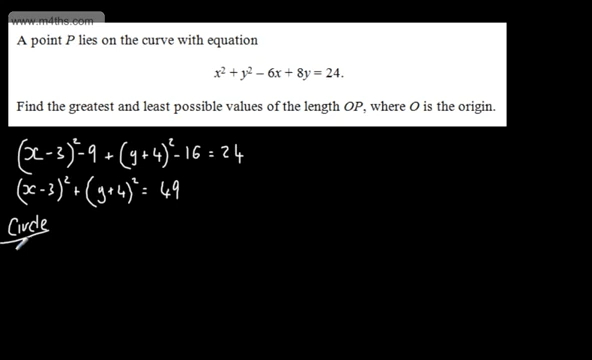 www.m4ths.com
A point P lies on the curve with equation
x² + y² – 6x + 8y = 24.
Find the greatest and least possible values of the length OP, where O is the origin.
(x-3)²-9 + (y+4)²-16 = 24
(x-3)² + (y+4)² = 49
Circle